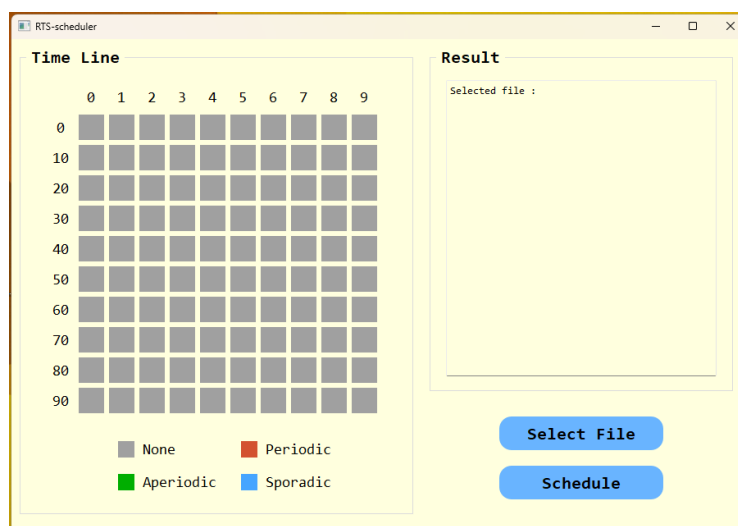 RTS-scheduler
Time Line
0 1 2 3 4 5 6 7 8 9
0
10
20
30
40
50
60
70
80
90
None
Periodic
Aperiodic
Sporadic
Result
Selected file :
Select File
Schedule